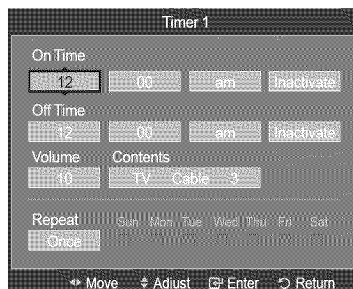 Timer 1
On Time
12 00 am Inactivate
Off Time
12 00 am Inactivate
Volume Contents
10 TV Cable 3
Repeat Sun Mon Tue Wed Thu Fri Sat
Once
Move Adjust Enter Return